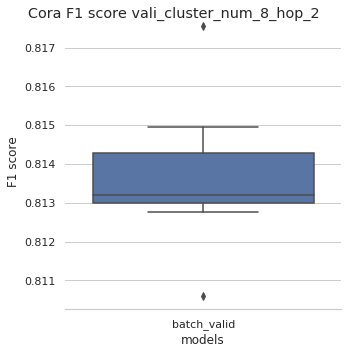 Cora F1 score vali_cluster_num_8_hop_2
0.817
0.816
0.815
0.814
0.813
0.812
0.811
F1 score
batch_valid
models